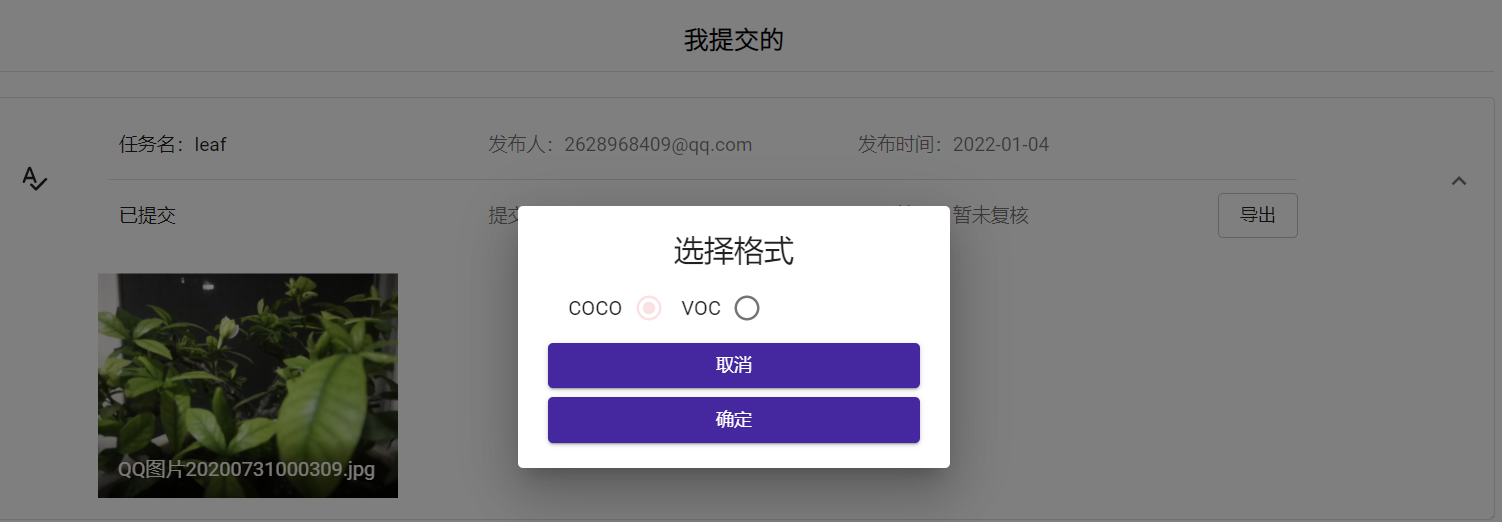 我提交的
任务名：leaf
发布人：2628968409@qq.com
发布时间：2022-01-04
已提交
提交
暂未复核
导出
选择格式
COCO
VOC
取消
确定
QQ图片20200731000309.jpg